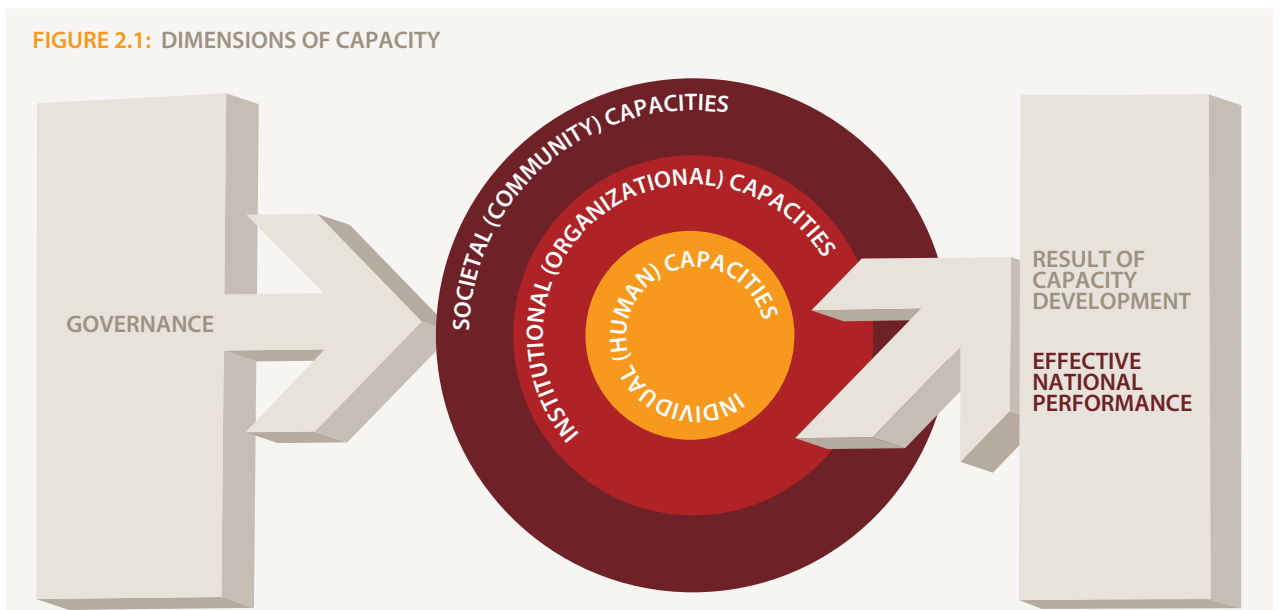 FIGURE 2.1: DIMENSIONS OF CAPACITY
GOVERNANCE
SOCIETAL (COMMUNITY) CAPACITIES
INSTITUTIONAL (ORGANIZATIONAL) CAPACITIES
INDIVIDUAL (HUMAN) CAPACITIES
RESULT OF
CAPACITY
DEVELOPMENT
EFFECTIVE
NATIONAL
PERFORMANCE